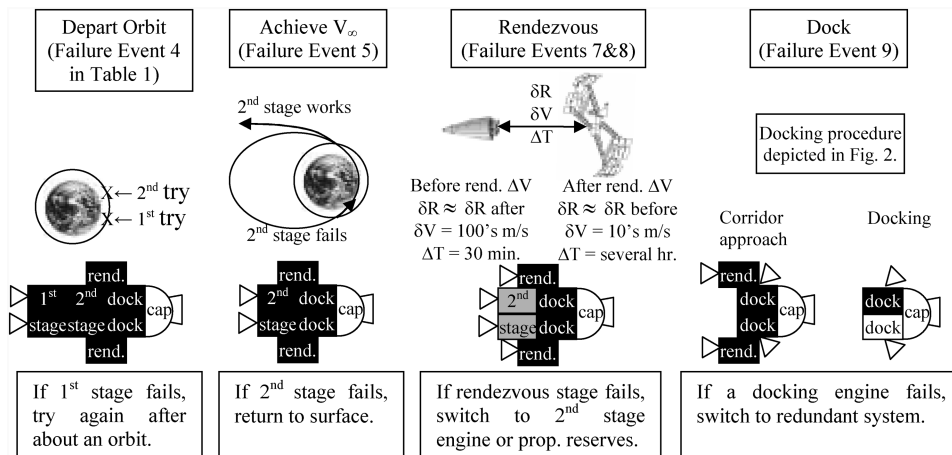 Depart Orbit
(Failure Event 4
in Table 1)
X← 2nd try
X← 1st try
rend.
1st 2nd dock
stage stage dock
cap
rend.
If 1st stage fails,
try again after
about an orbit.
Achieve V∞
(Failure Event 5)
2nd stage works
2nd stage fails
rend.
2nd dock
stage dock
cap
rend.
If 2nd stage fails,
return to surface.
Rendezvous
(Failure Events 7&8)
δR
δV
ΔT
Before rend. ΔV
δR ≈ δR after
δV = 100's m/s
ΔT = 30 min.
After rend. ΔV
δR ≈ δR before
δV = 10's m/s
ΔT = several hr.
rend.
2nd dock
stage dock
cap
rend.
If rendezvous stage fails,
switch to 2nd stage
engine or prop. reserves.
Dock
(Failure Event 9)
Docking procedure
depicted in Fig. 2.
Corridor
approach
rend.
dock
dock
cap
rend.
Docking
dock
dock
cap
If a docking engine fails,
switch to redundant system.